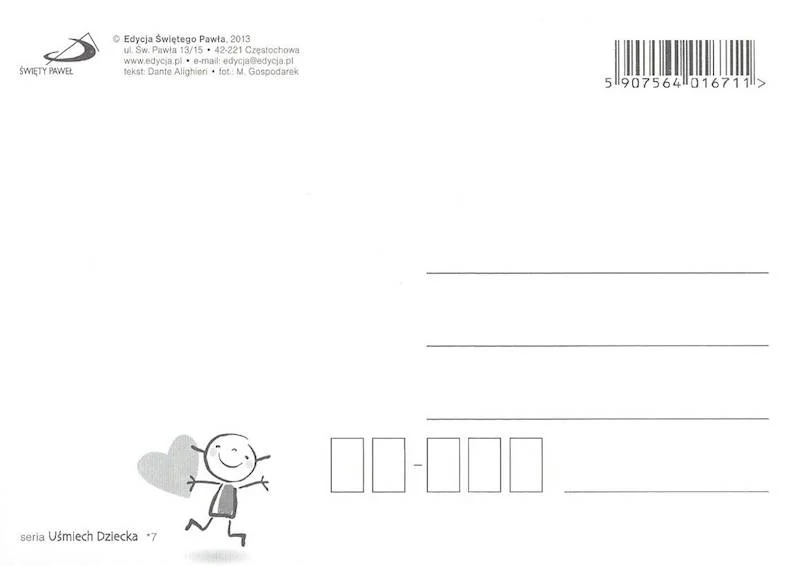 ŚWIĘTY PAWEŁ
© Edycja Świętego Pawła, 2013
ul. Św. Pawła 13/15 • 42-221 Częstochowa
www.edycja.pl • e-mail: edycja@edycja.pl
tekst: Dante Alighieri • fot.: M. Gospodarek
5 907564 016711 >
–
seria Uśmiech Dziecka *7